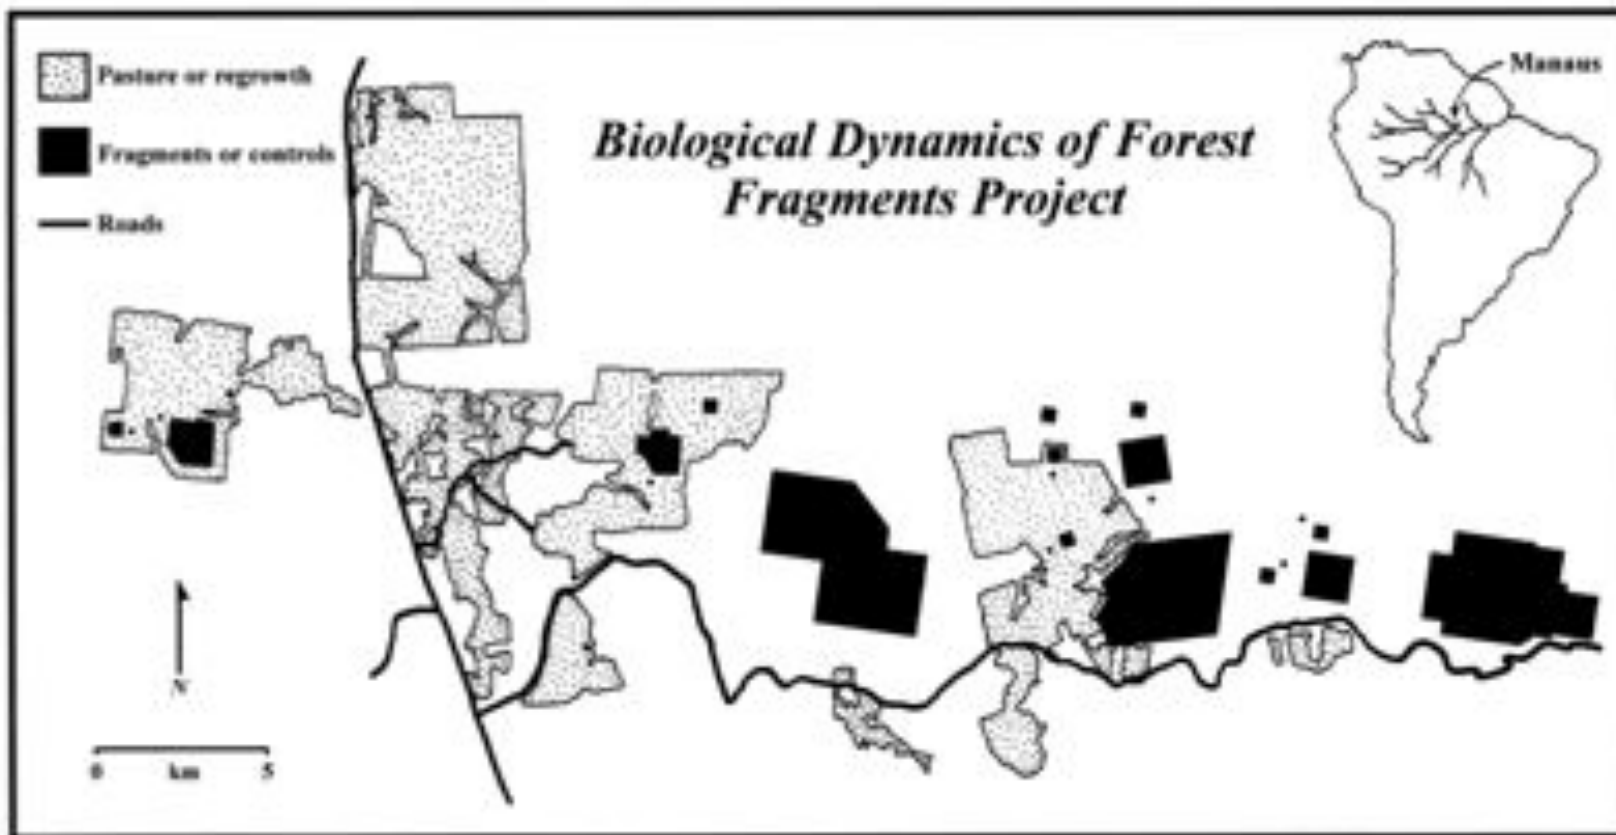 Pasture or regrowth
Fragments or controls
Roads
Biological Dynamics of Forest
Fragments Project
Manaus
N
0 km 5